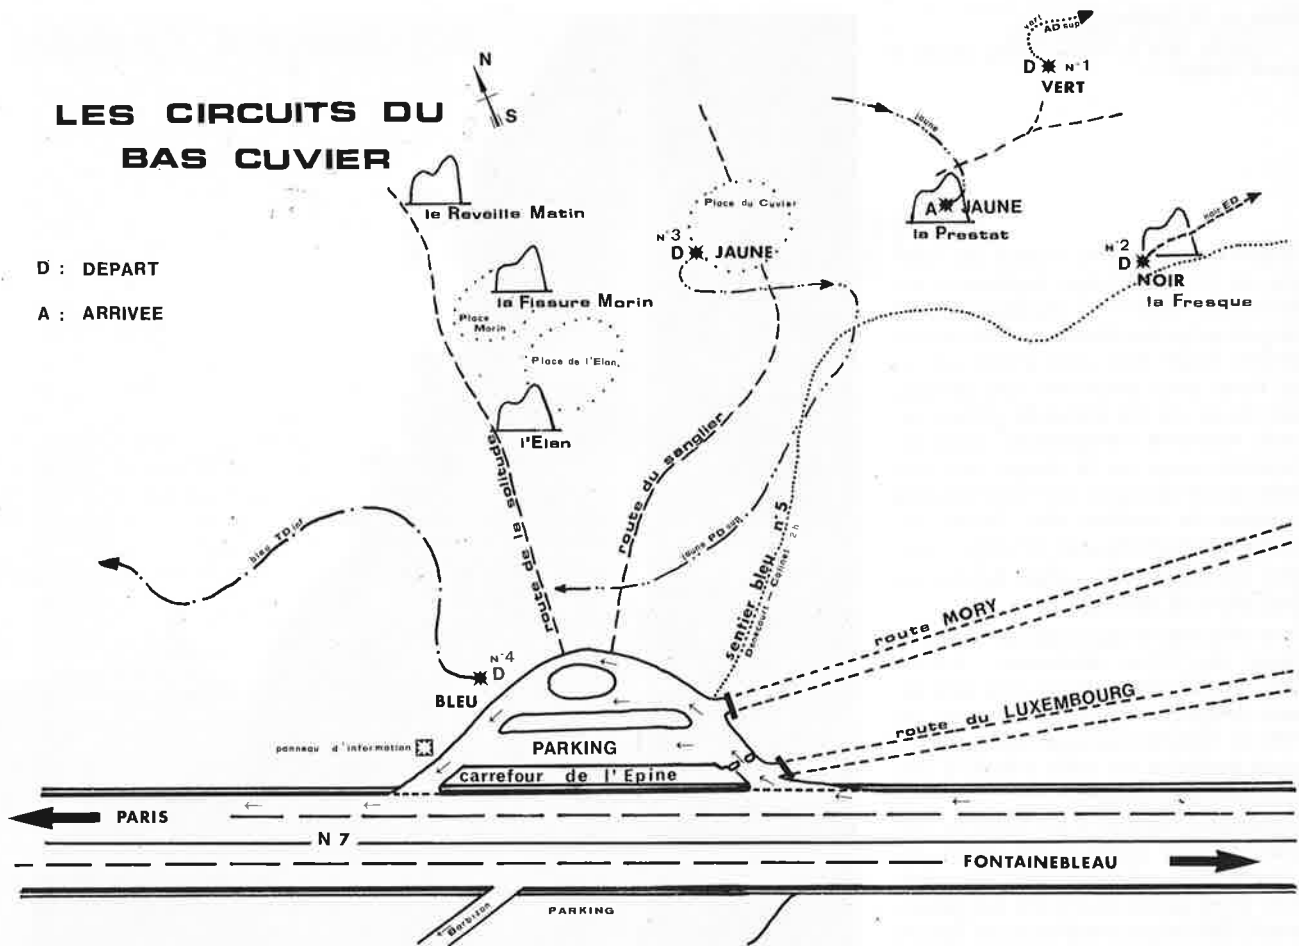 LES CIRCUITS DU
BAS CUVIER
N
S
D : DEPART
A : ARRIVEE
vert
AD sup
D N°1
VERT
jaune
A JAUNE
la Prestat
noir ED
N°2
D
NOIR
la Fresque
le Reveille Matin
la Fissure Morin
Place
Morin
Place de l'Elan
l'Elan
Place du Cuvier
N°3
D JAUNE
route de la solitude
route du sanglier
jaune PD sup
sentier bleu n°5
Denecourt - Colinet 2h
bleu TD inf
N°4
D
BLEU
route MORY
route du LUXEMBOURG
panneau d'information
PARKING
carrefour de l'Epine
PARIS
N 7
FONTAINEBLEAU
Barbizon
PARKING